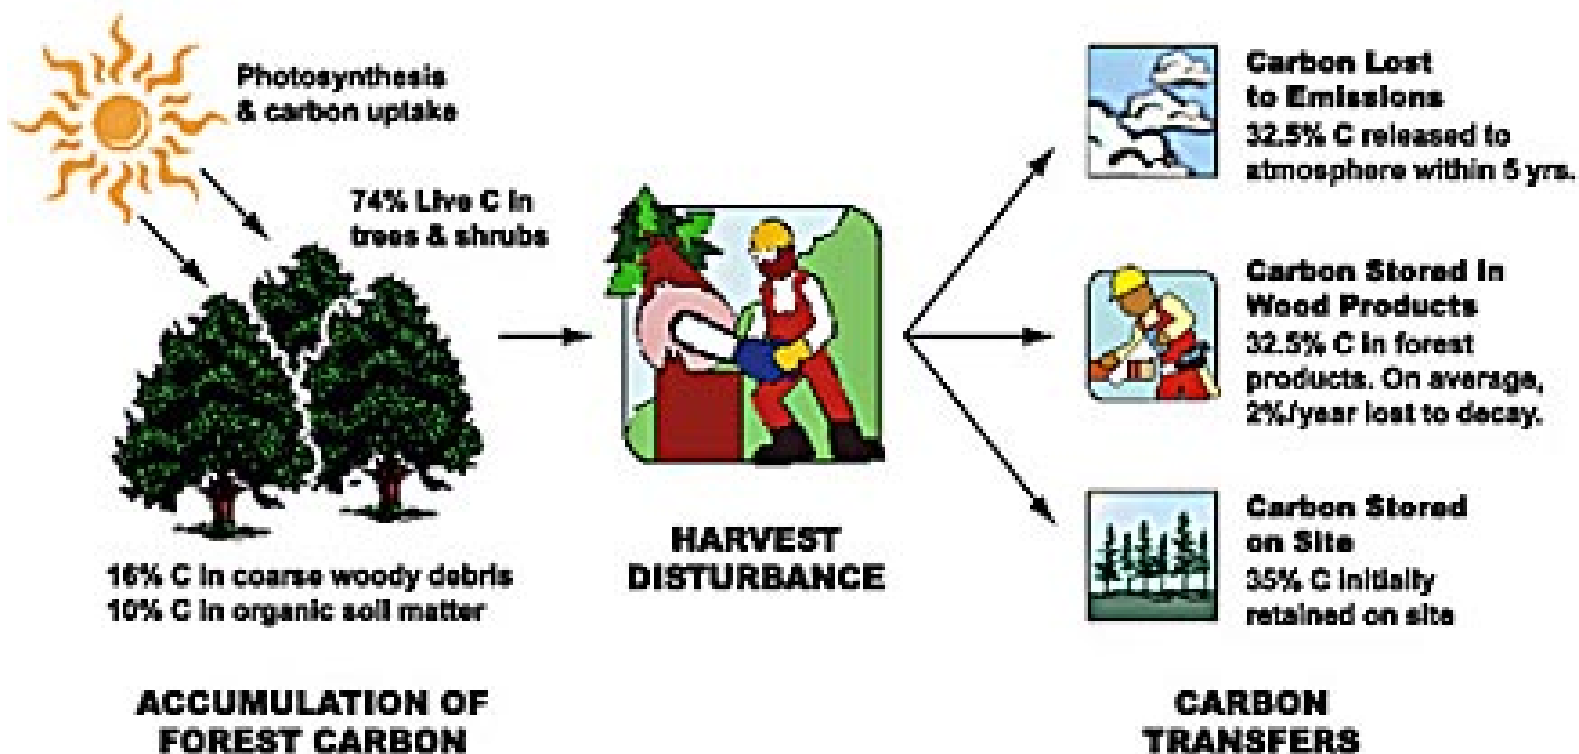 Photosynthesis
& carbon uptake
74% Live C in
trees & shrubs
16% C in coarse woody debris
10% C in organic soil matter
ACCUMULATION OF
FOREST CARBON
HARVEST
DISTURBANCE
Carbon Lost
to Emissions
32.5% C released to
atmosphere within 5 yrs.
Carbon Stored in
Wood Products
32.5% C in forest
products. On average,
2%/year lost to decay.
Carbon Stored
on Site
35% C initially
retained on site
CARBON
TRANSFERS